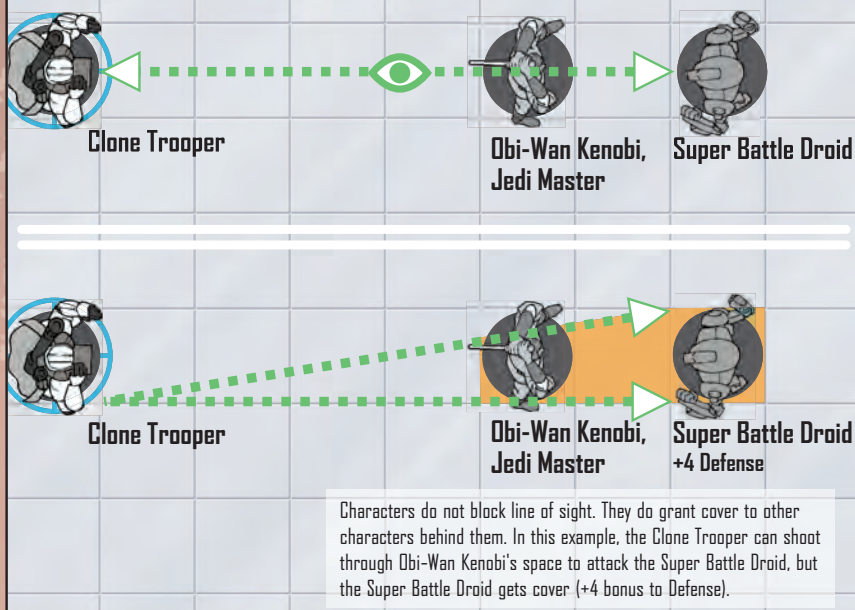 Clone Trooper
Obi-Wan Kenobi,
Jedi Master
Super Battle Droid
Clone Trooper
Obi-Wan Kenobi,
Jedi Master
Super Battle Droid
+4 Defense
Characters do not block line of sight. They do grant cover to other
characters behind them. In this example, the Clone Trooper can shoot
through Obi-Wan Kenobi's space to attack the Super Battle Droid, but
the Super Battle Droid gets cover (+4 bonus to Defense).